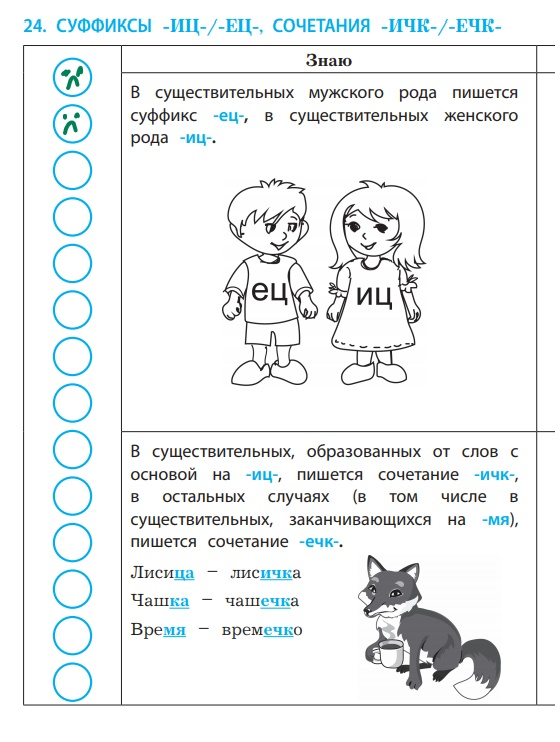 24. СУФФИКСЫ -ИЦ-/-ЕЦ-, СОЧЕТАНИЯ -ИЧК-/-ЕЧК-
Знаю
В существительных мужского рода пишется
суффикс -ец-, в существительных женского
рода -иц-.
ец
иц
В существительных, образованных от слов с
основой на -иц-, пишется сочетание -ичк-,
в остальных случаях (в том числе в
существительных, заканчивающихся на -мя),
пишется сочетание -ечк-.
Лисица – лисичка
Чашка – чашечка
Время – времечко